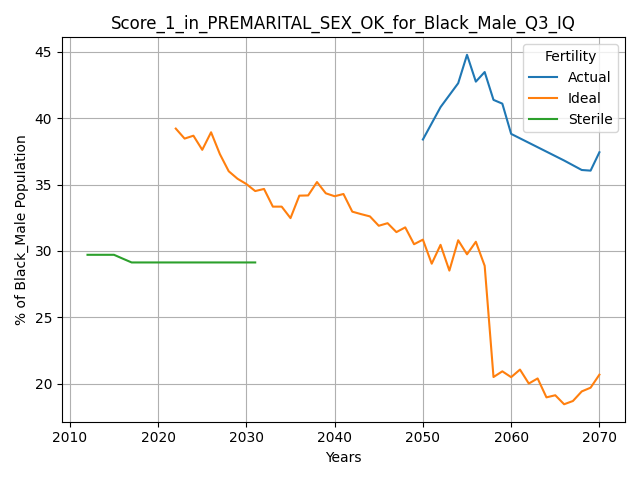 Score_1_in_PREMARITAL_SEX_OK_for_Black_Male_Q3_IQ
Fertility
Actual
Ideal
Sterile
% of Black_Male Population
45
40
35
30
25
20
2010
2020
2030
2040
2050
2060
2070
Years